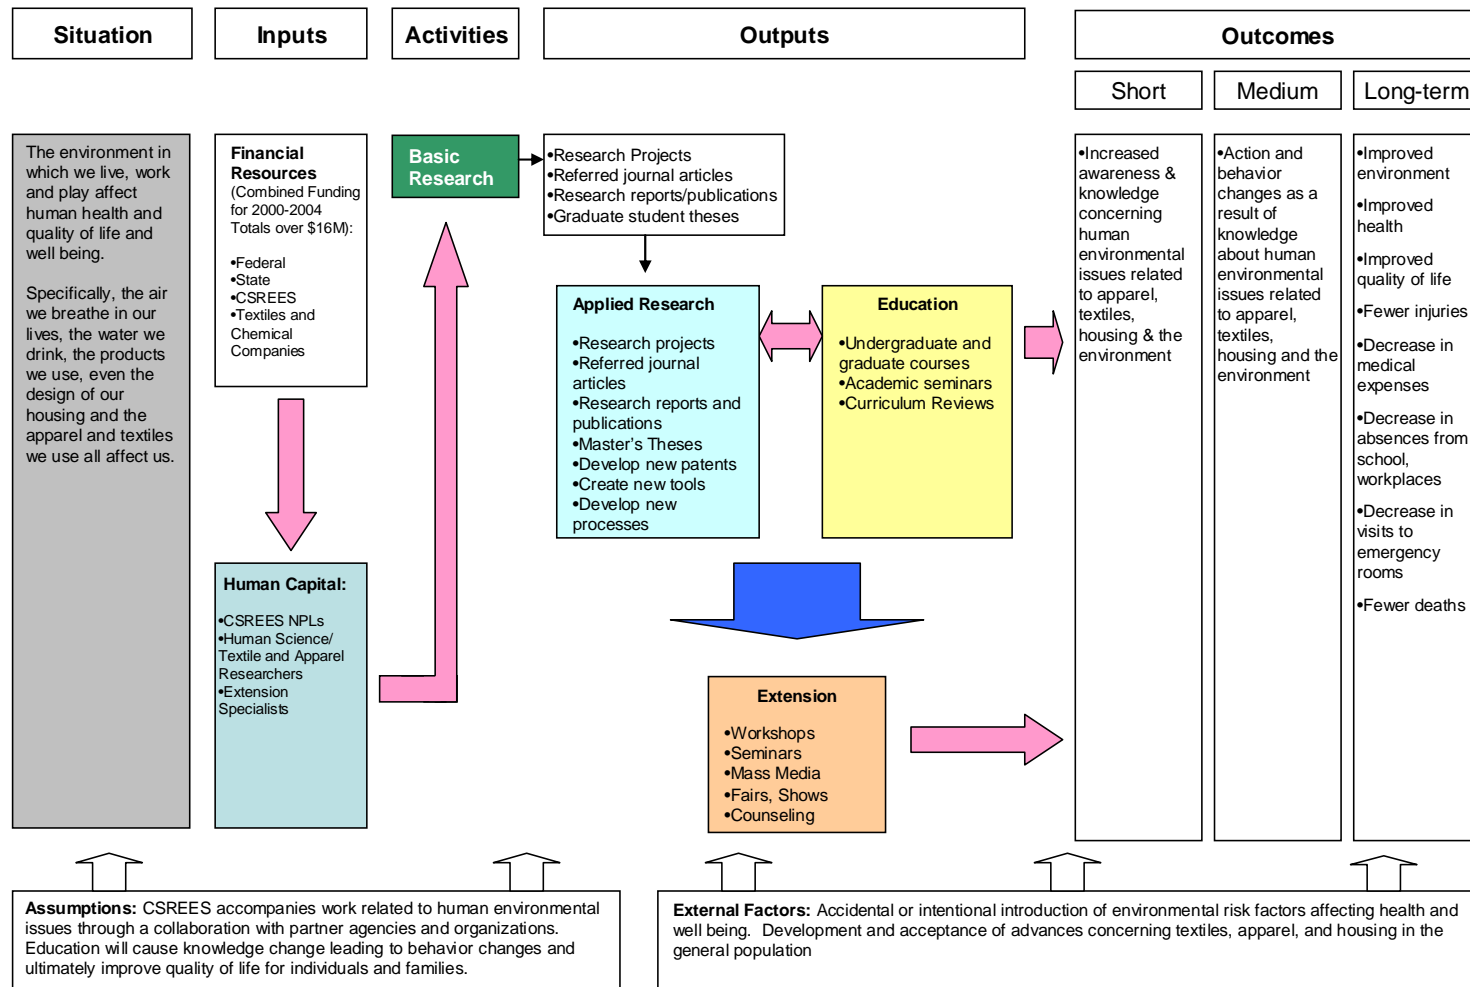 Situation
Inputs
Activities
Outputs
Outcomes
Short
Medium
Long-term
The environment in
which we live, work
and play affect
human health and
quality of life and
well being.
Specifically, the air
we breathe in our
lives, the water we
drink, the products
we use, even the
design of our
housing and the
apparel and textiles
we use all affect us.
Financial
Resources
(Combined Funding
for 2000-2004
Totals over $16M):
•Federal
•State
•CSREES
•Textiles and
Chemical
Companies
Human Capital:
•CSREES NPLs
•Human Science/
Textile and Apparel
Researchers
•Extension
Specialists
Basic
Research
•Research Projects
•Referred journal articles
•Research reports/publications
•Graduate student theses
Applied Research
•Research projects
•Referred journal
articles
•Research reports and
publications
•Master's Theses
•Develop new patents
•Create new tools
•Develop new
processes
Education
•Undergraduate and
graduate courses
•Academic seminars
•Curriculum Reviews
Extension
•Workshops
•Seminars
•Mass Media
•Fairs, Shows
•Counseling
•Increased
awareness &
knowledge
concerning
human
environmental
issues related
to apparel,
textiles,
housing & the
environment
•Action and
behavior
changes as a
result of
knowledge
about human
environmental
issues related
to apparel,
textiles,
housing and the
environment
•Improved
environment
•Improved
health
•Improved
quality of life
•Fewer injuries
•Decrease in
medical
expenses
•Decrease in
absences from
school,
workplaces
•Decrease in
visits to
emergency
rooms
•Fewer deaths
Assumptions: CSREES accompanies work related to human environmental
issues through a collaboration with partner agencies and organizations.
Education will cause knowledge change leading to behavior changes and
ultimately improve quality of life for individuals and families.
External Factors: Accidental or intentional introduction of environmental risk factors affecting health and
well being.  Development and acceptance of advances concerning textiles, apparel, and housing in the
general population